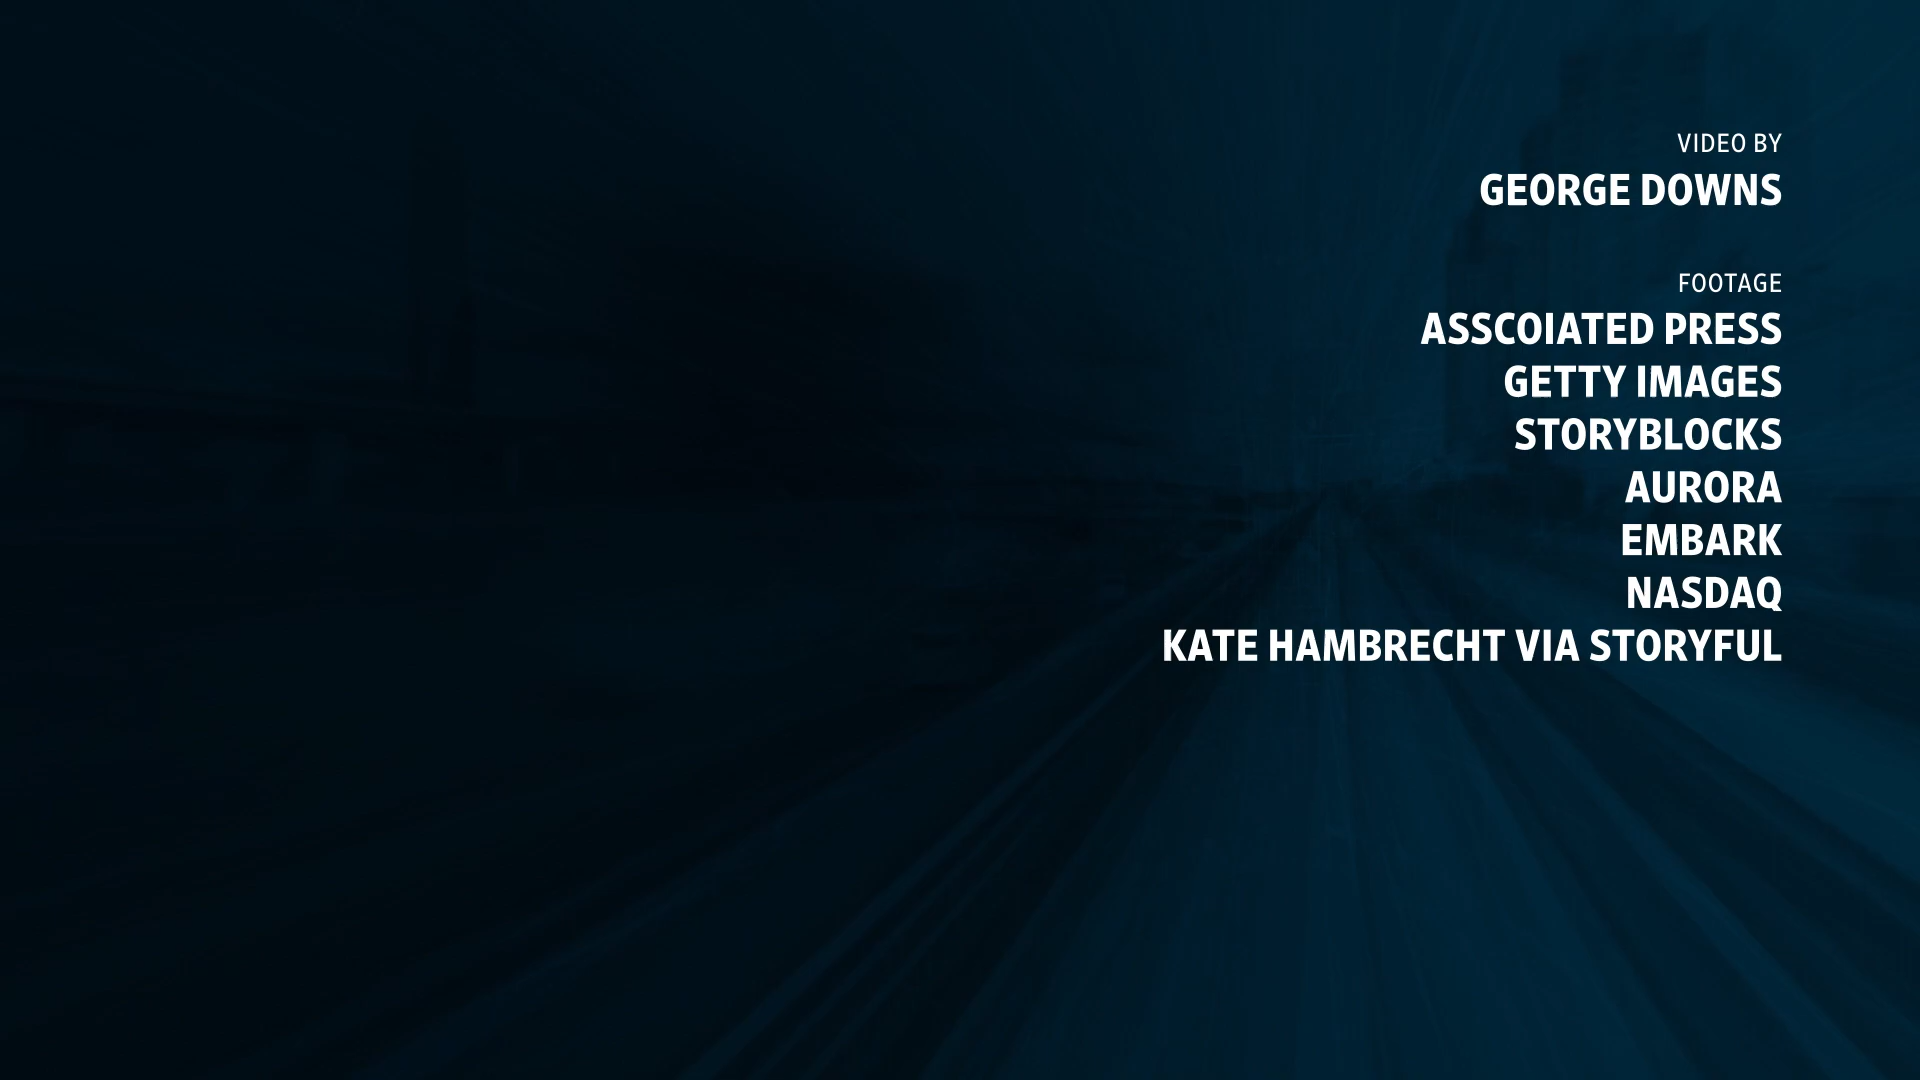 VIDEO BY
GEORGE DOWNS
FOOTAGE
ASSCOIATED PRESS
GETTY IMAGES
STORYBLOCKS
AURORA
EMBARK
NASDAQ
KATE HAMBRECHT VIA STORYFUL